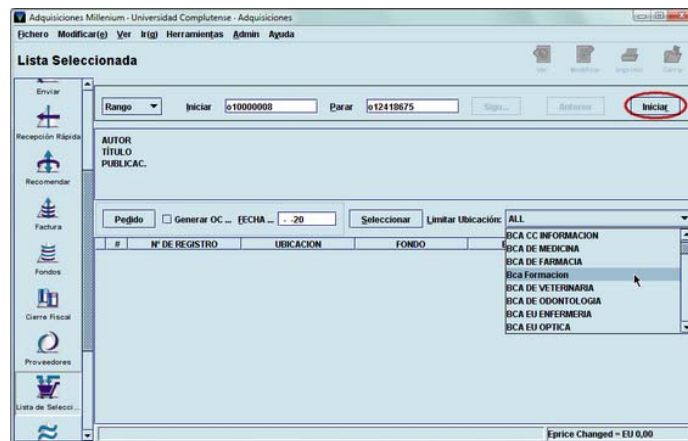 Adquisiciones Millenium - Universidad Complutense - Adquisiciones
Fichero Modificar(e) Ver Ir(g) Herramientas Admin Ayuda
Lista Seleccionada
Ver Modificar Imprimir Cerrar
Enviar
Recepción Rápida
Recomendar
Factura
Fondos
Cierre Fiscal
Proveedores
Lista de Selecci...
Rango Iniciar o10000008 Parar o12418675 Sigu... Anterior Iniciar
AUTOR
TÍTULO
PUBLICAC.
Pedido Generar OC ... FECHA ... - -20 Seleccionar Limitar Ubicación: ALL
# Nº DE REGISTRO UBICACION FONDO
BCA CC INFORMACION
BCA DE MEDICINA
BCA DE FARMACIA
Bca Formacion
BCA DE VETERINARIA
BCA DE ODONTOLOGIA
BCA EU ENFERMERIA
BCA EU OPTICA
Eprice Changed = EU 0,00